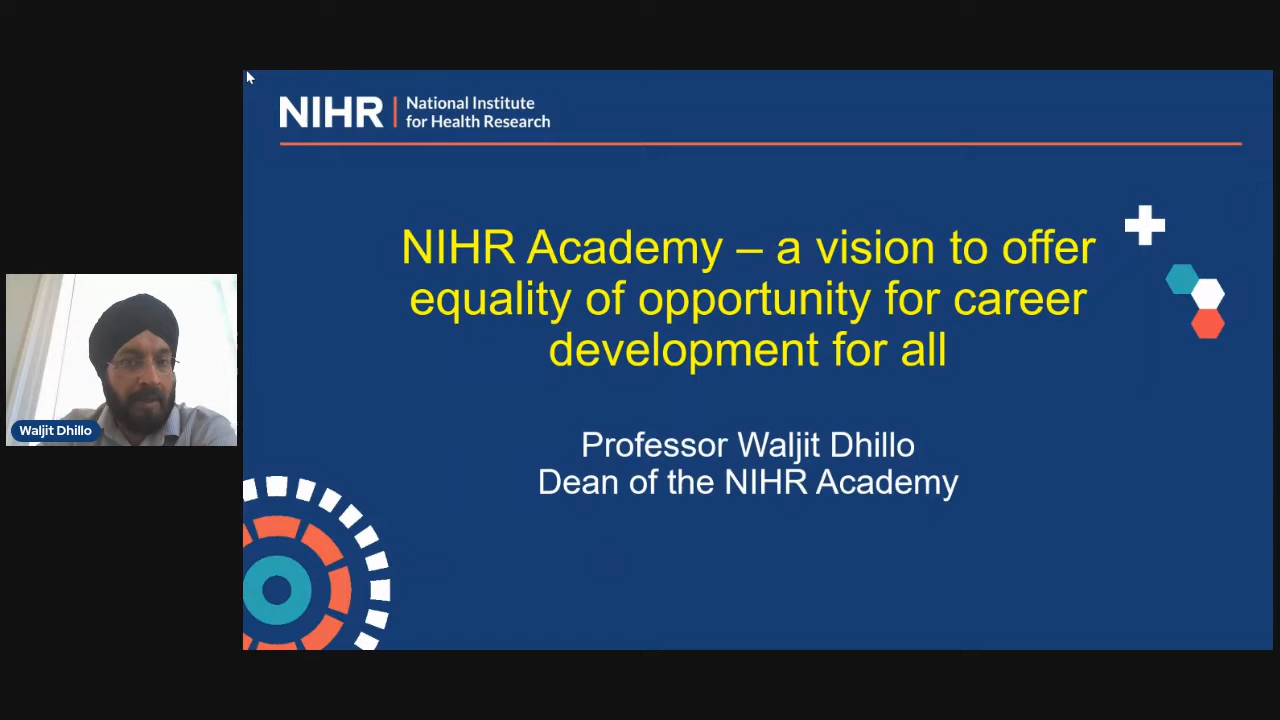 NIHR | National Institute
for Health Research
NIHR Academy – a vision to offer
equality of opportunity for career
development for all
Professor Waljit Dhillo
Dean of the NIHR Academy
Waljit Dhillo